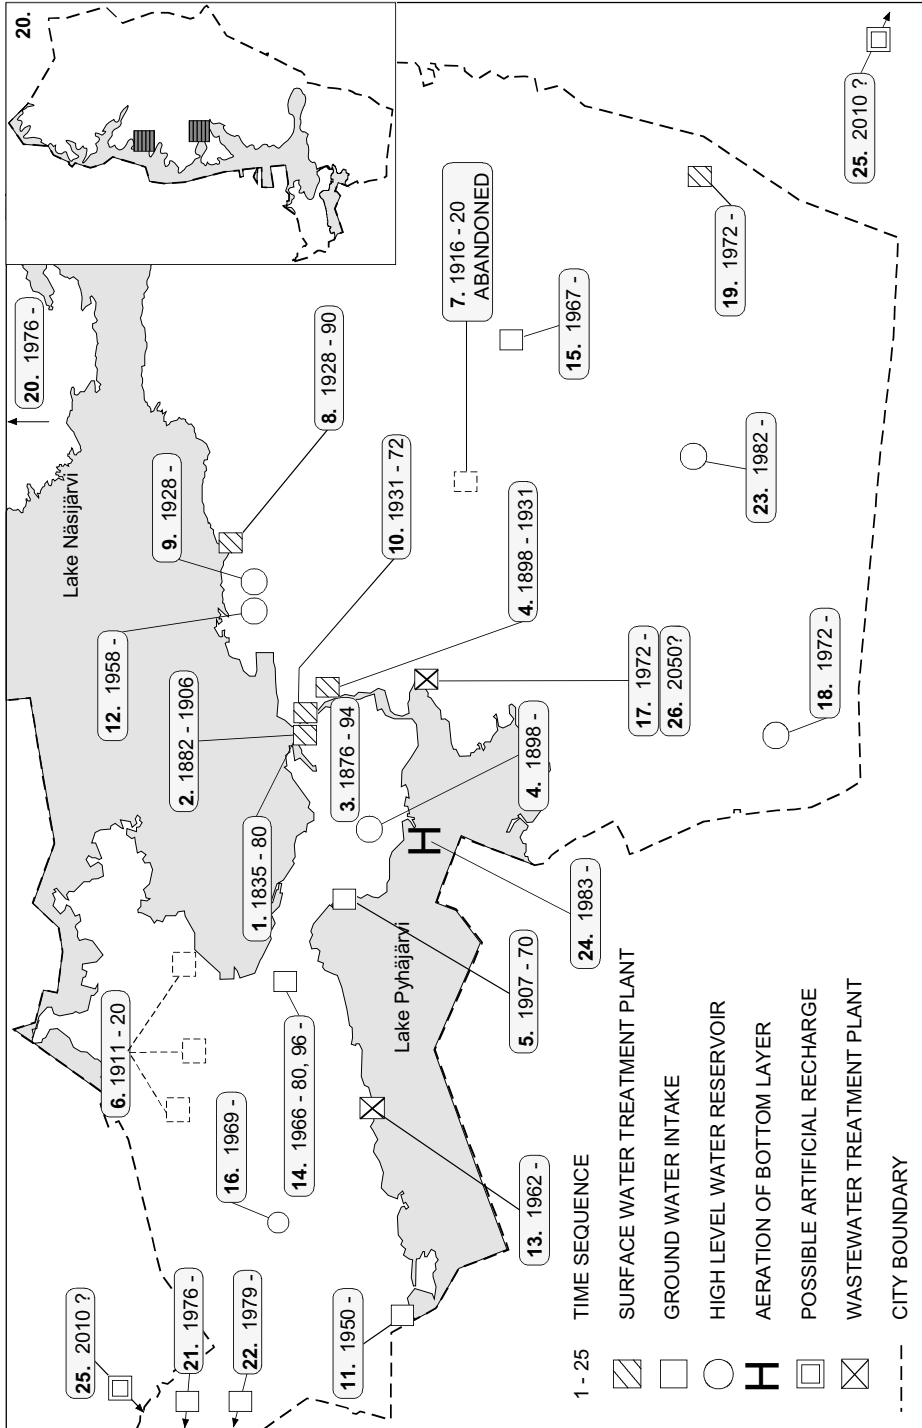 25. 2010 ?
21. 1976 -
22. 1979 -
11. 1950 -
6. 1911 - 20
16. 1969 -
14. 1966 - 80, 96 -
13. 1962 -
5. 1907 - 70
Lake Pyhäjärvi
24. 1983 -
1. 1835 - 80
2. 1882 - 1906
12. 1958 -
3. 1876 - 94
4. 1898 -
Lake Näsijärvi
9. 1928 -
8. 1928 - 90
10. 1931 - 72
4. 1898 - 1931
17. 1972 -
26. 2050?
18. 1972 -
20. 1976 -
20.
7. 1916 - 20
ABANDONED
15. 1967 -
23. 1982 -
19. 1972 -
25. 2010 ?
1 - 25 TIME SEQUENCE
SURFACE WATER TREATMENT PLANT
GROUND WATER INTAKE
HIGH LEVEL WATER RESERVOIR
AERATION OF BOTTOM LAYER
POSSIBLE ARTIFICIAL RECHARGE
WASTEWATER TREATMENT PLANT
CITY BOUNDARY